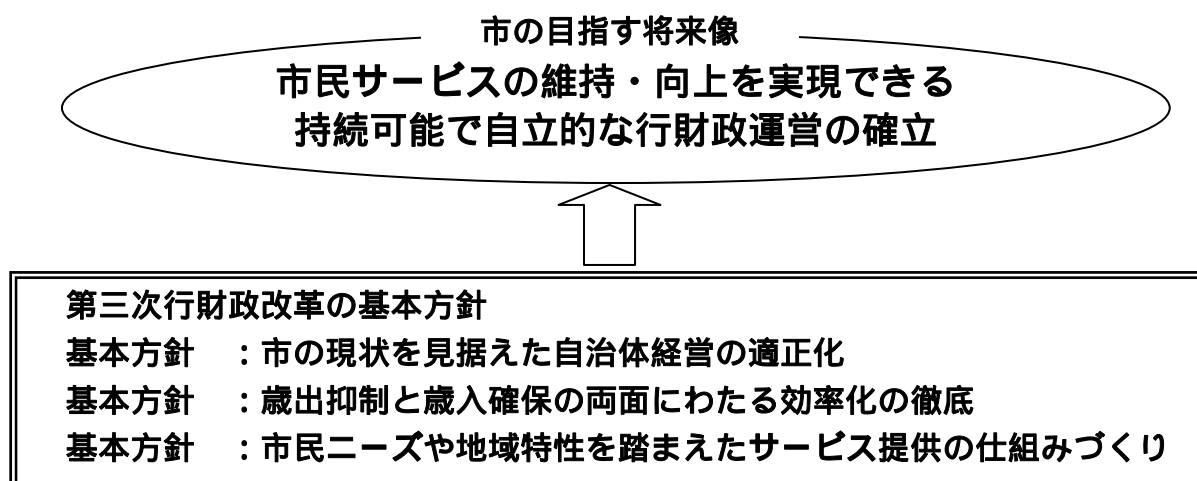 市の目指す将来像
市民サービスの維持・向上を実現できる
持続可能で自立的な行財政運営の確立
第三次行財政改革の基本方針
基本方針　：市の現状を見据えた自治体経営の適正化
基本方針　：歳出抑制と歳入確保の両面にわたる効率化の徹底
基本方針　：市民ニーズや地域特性を踏まえたサービス提供の仕組みづくり